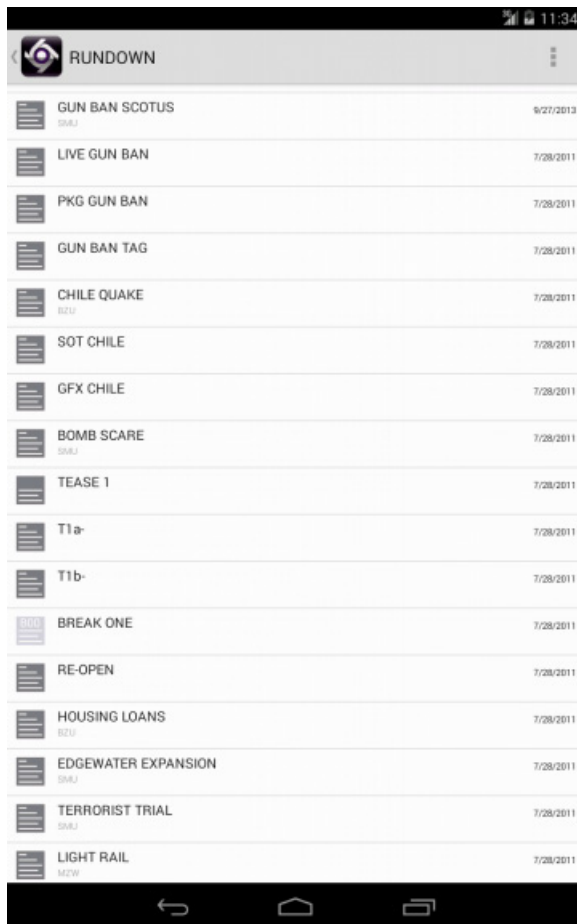 3G 11:34
RUNDOWN
GUN BAN SCOTUS 9/27/2013
SMU
LIVE GUN BAN 7/28/2011
PKG GUN BAN 7/28/2011
GUN BAN TAG 7/28/2011
CHILE QUAKE 7/28/2011
BZU
SOT CHILE 7/28/2011
GFX CHILE 7/28/2011
BOMB SCARE 7/28/2011
SMU
TEASE 1 7/28/2011
T1a- 7/28/2011
T1b- 7/28/2011
BREAK ONE 7/28/2011
RE-OPEN 7/28/2011
HOUSING LOANS 7/28/2011
BZU
EDGEWATER EXPANSION 7/28/2011
SMU
TERRORIST TRIAL 7/28/2011
SMU
LIGHT RAIL 7/28/2011
MZW